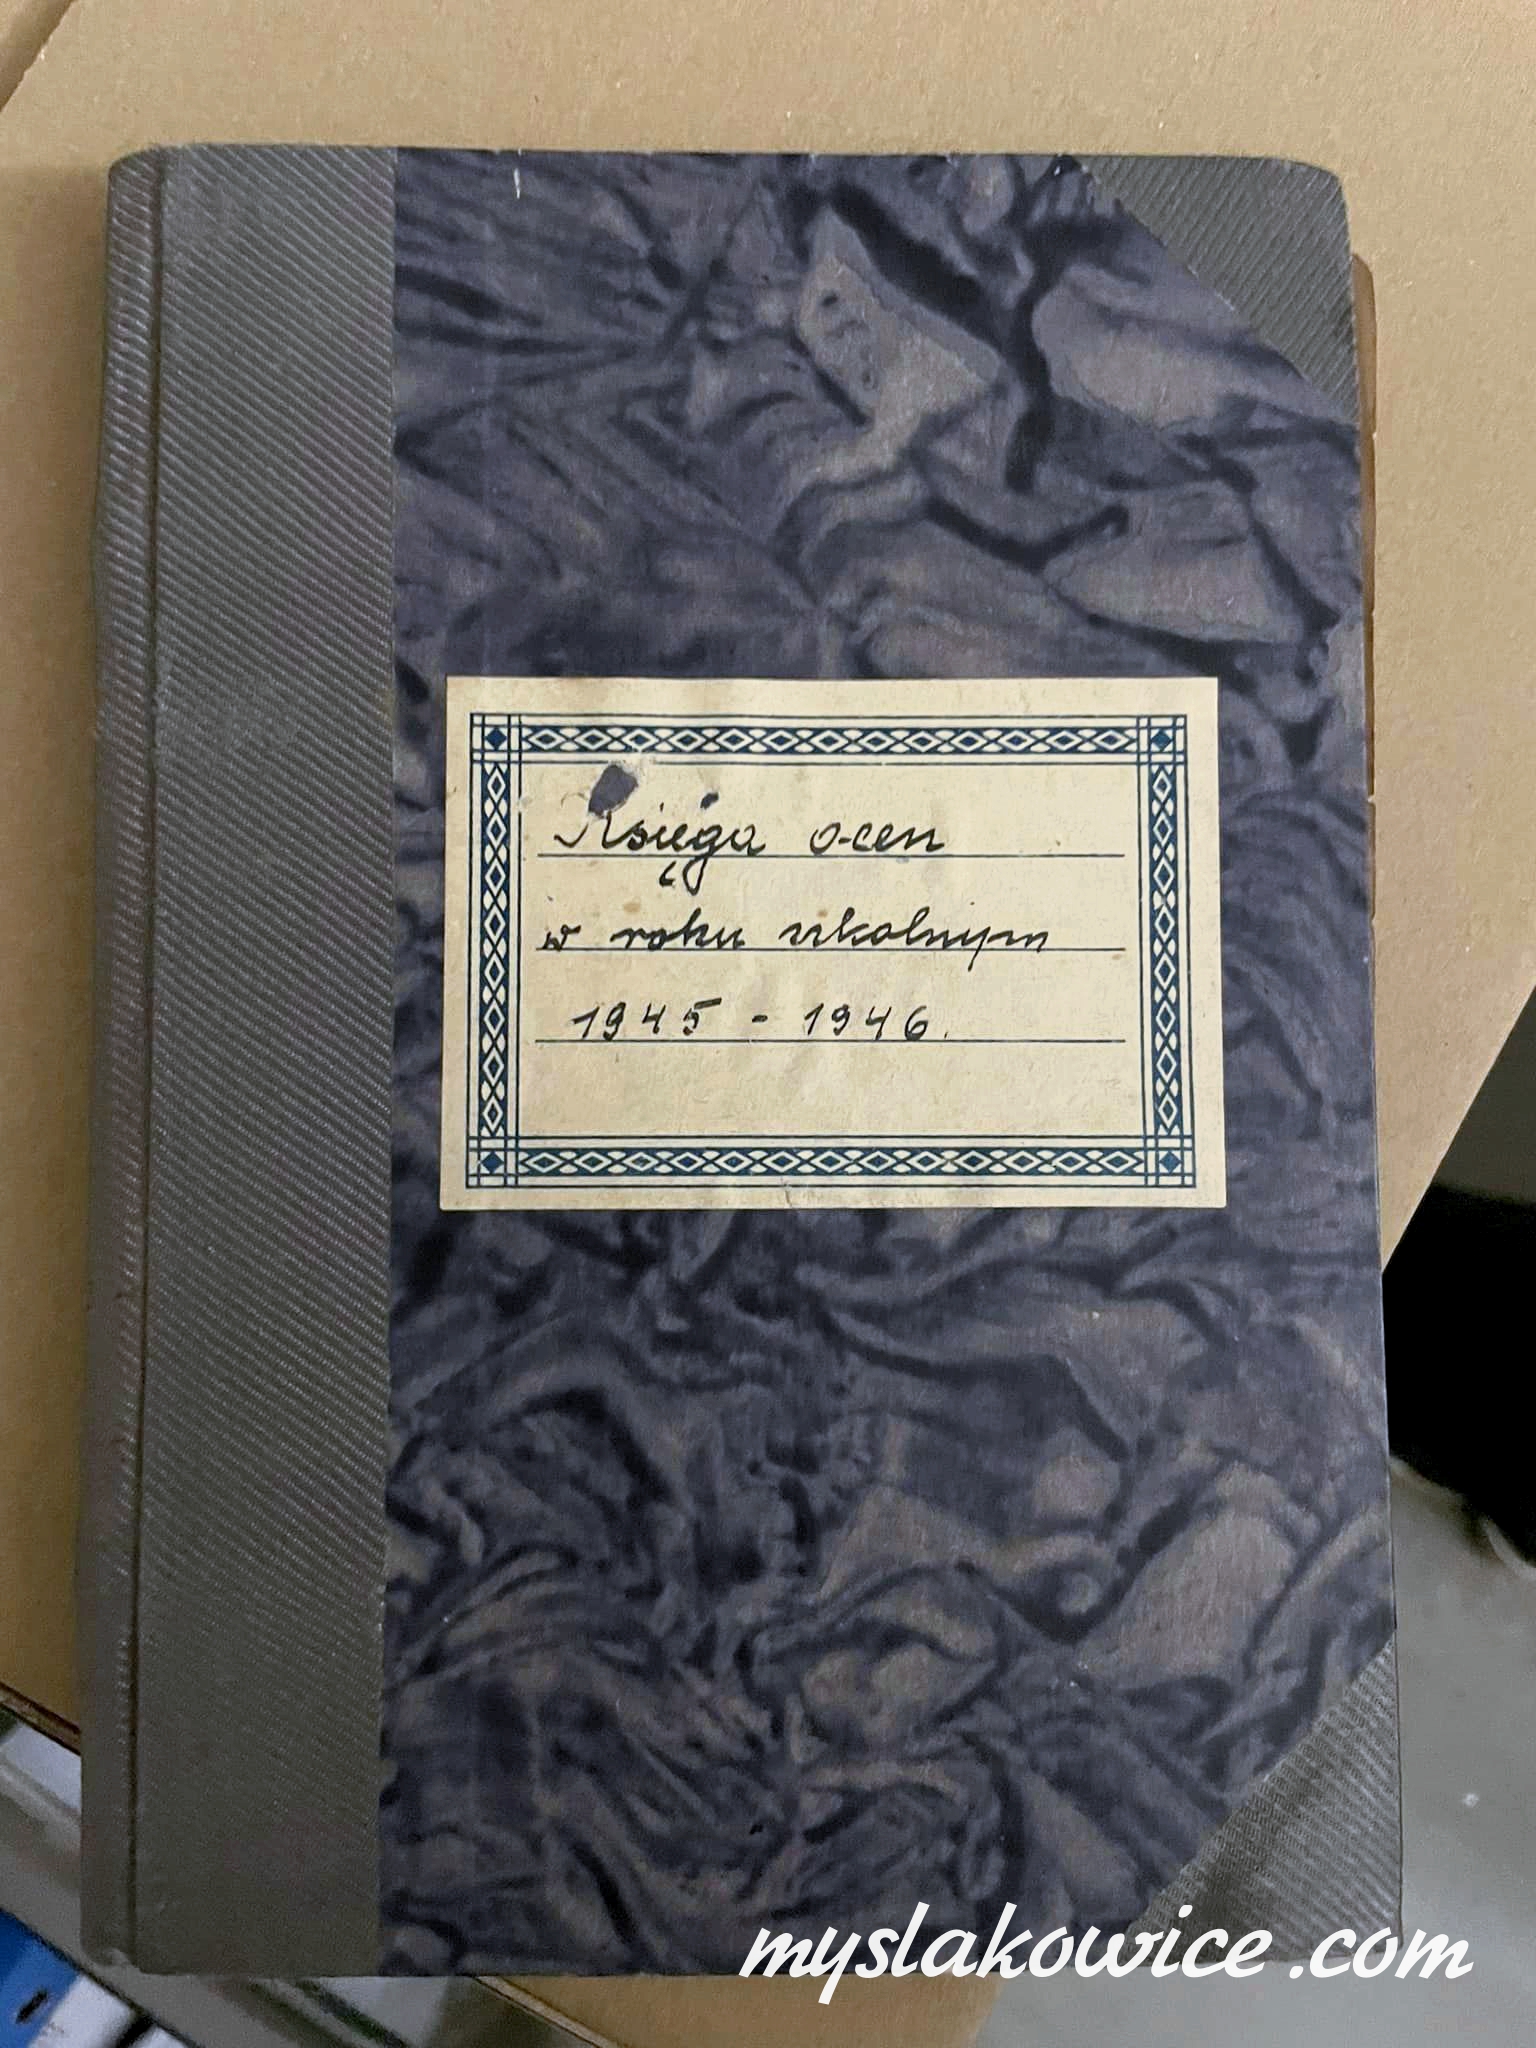 Księga ocen
w roku szkolnym
1945 - 1946.
myslakowice.com